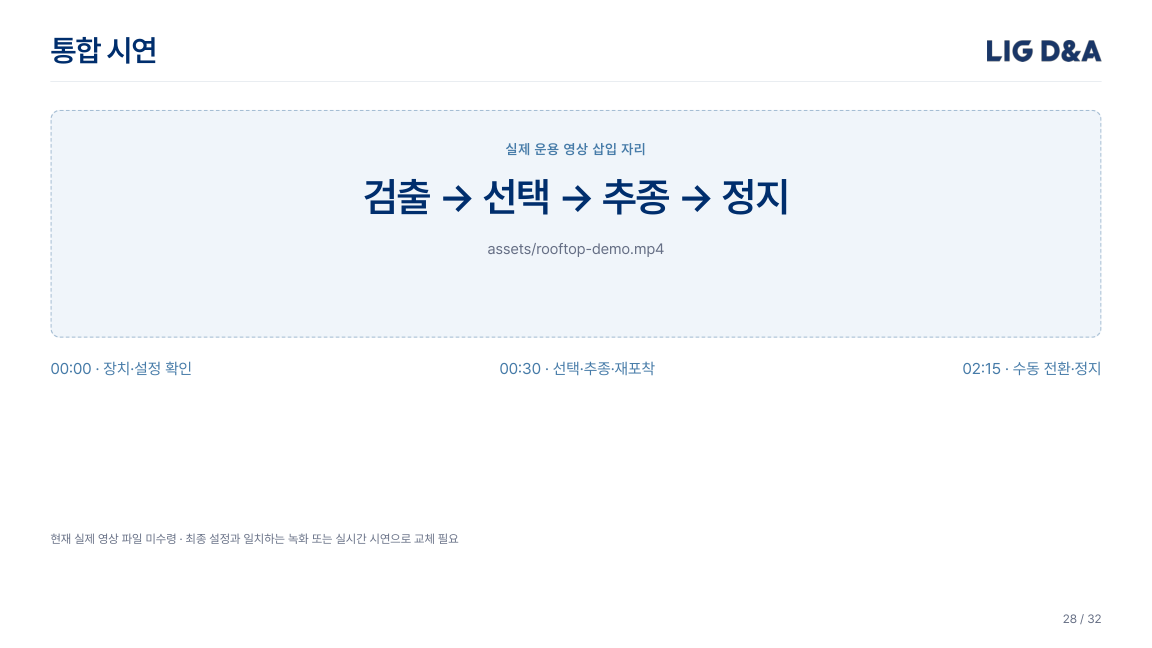 통합 시연
LIG D&A
실제 운용 영상 삽입 자리
검출 → 선택 → 추종 → 정지
assets/rooftop-demo.mp4
00:00 · 장치·설정 확인
00:30 · 선택·추종·재포착
02:15 · 수동 전환·정지
현재 실제 영상 파일 미수령 · 최종 설정과 일치하는 녹화 또는 실시간 시연으로 교체 필요
28 / 32